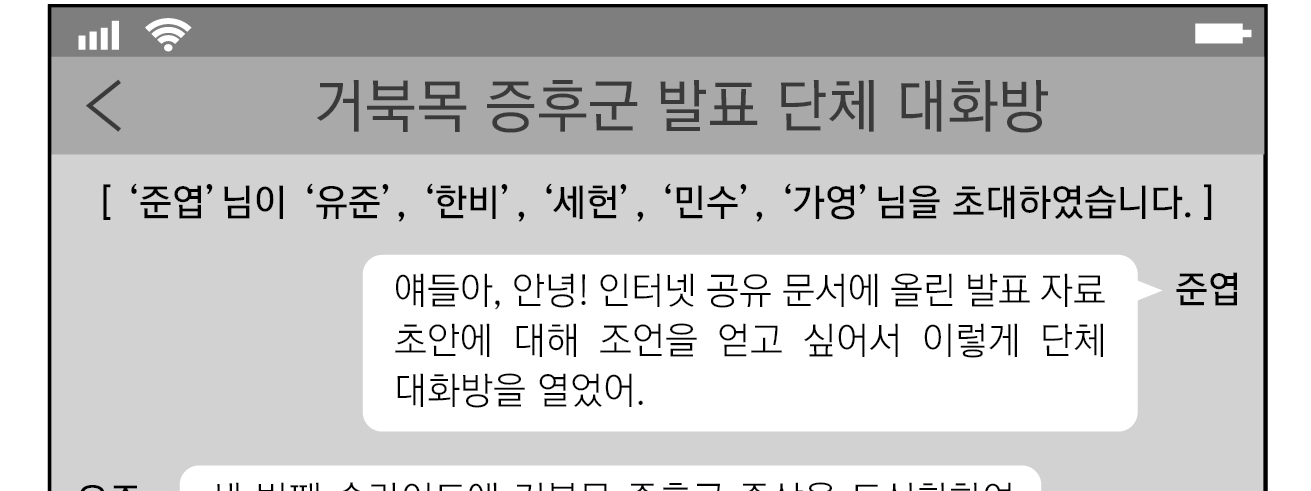 거북목 증후군 발표 단체 대화방
[ ‘준엽’님이 ‘유준’, ‘한비’, ‘세헌’, ‘민수’, ‘가영’님을 초대하였습니다. ]
얘들아, 안녕! 인터넷 공유 문서에 올린 발표 자료
준엽
초안에 대해 조언을 얻고 싶어서 이렇게 단체
대화방을 열었어.